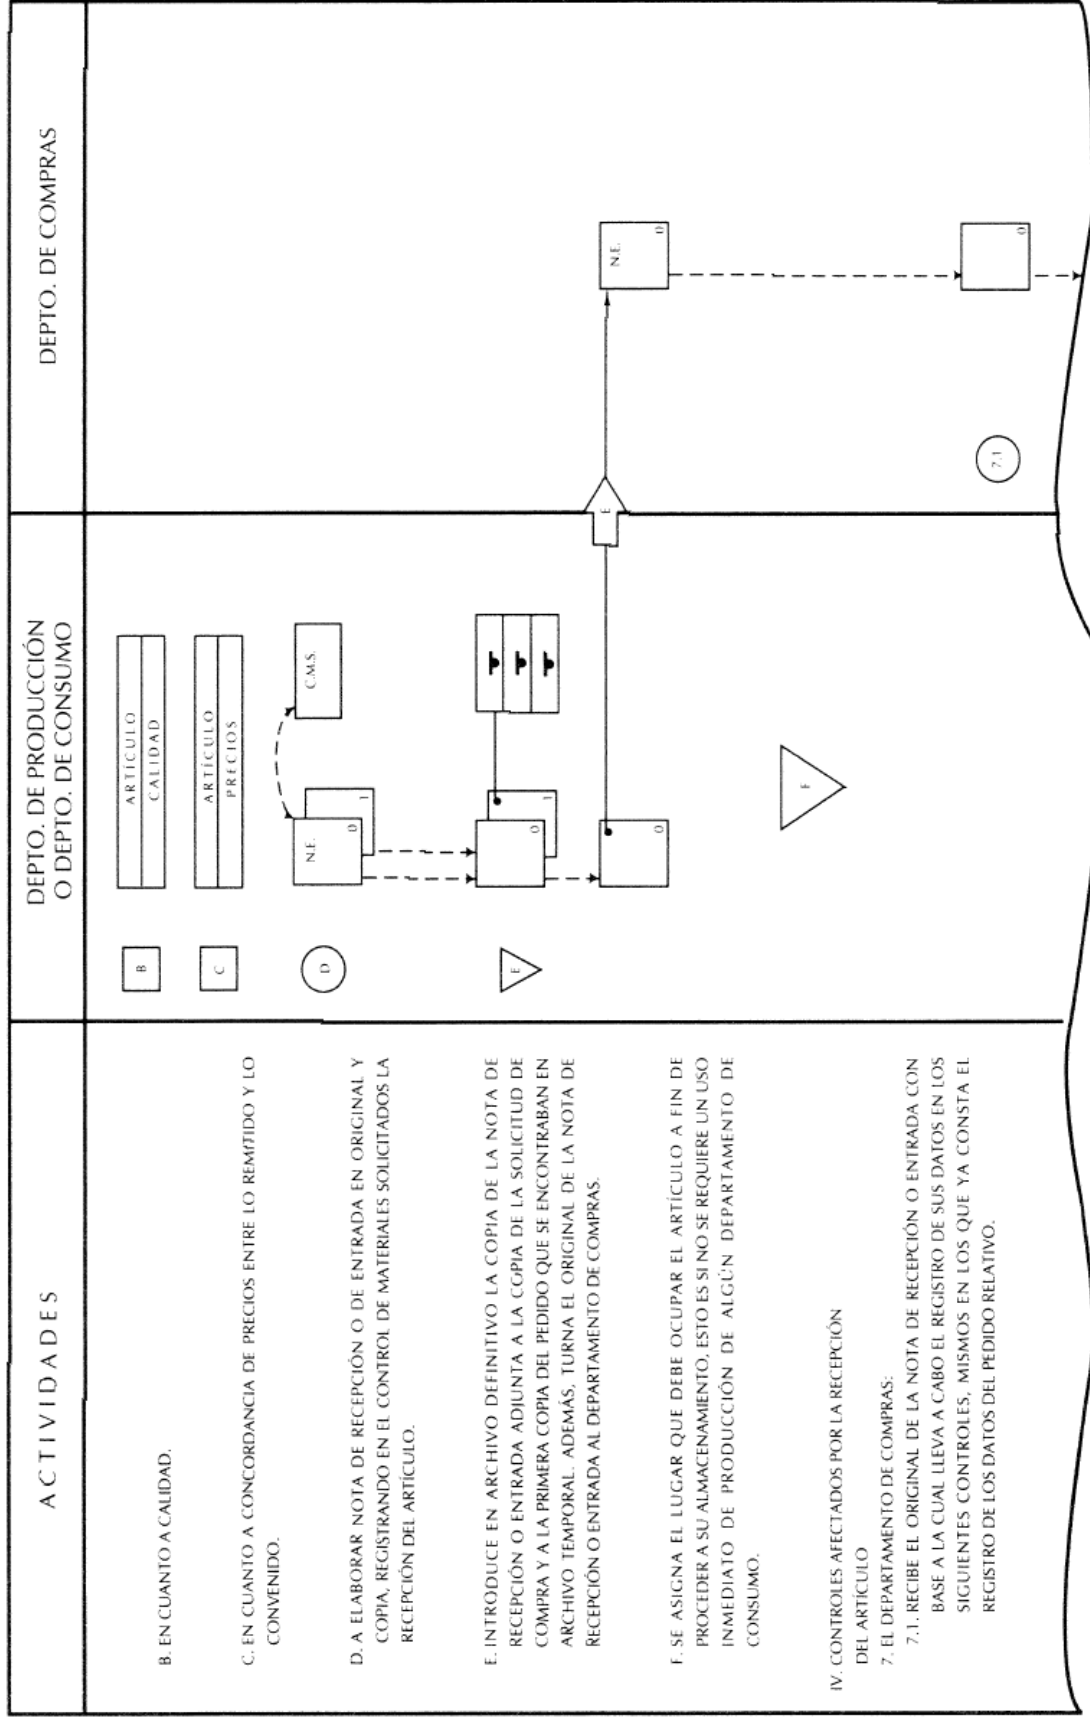 ACTIVIDADES
DEPTO. DE PRODUCCIÓN
O DEPTO. DE CONSUMO
DEPTO. DE COMPRAS
B. EN CUANTO A CALIDAD.
C. EN CUANTO A CONCORDANCIA DE PRECIOS ENTRE LO REMITIDO Y LO
CONVENIDO.
D. A ELABORAR NOTA DE RECEPCIÓN O DE ENTRADA EN ORIGINAL Y
COPIA, REGISTRANDO EN EL CONTROL DE MATERIALES SOLICITADOS LA
RECEPCIÓN DEL ARTÍCULO.
E. INTRODUCE EN ARCHIVO DEFINITIVO LA COPIA DE LA NOTA DE
RECEPCIÓN O ENTRADA ADJUNTA A LA COPIA DE LA SOLICITUD DE
COMPRA Y A LA PRIMERA COPIA DEL PEDIDO QUE SE ENCONTRABAN EN
ARCHIVO TEMPORAL. ADEMÁS, TURNA EL ORIGINAL DE LA NOTA DE
RECEPCIÓN O ENTRADA AL DEPARTAMENTO DE COMPRAS.
F. SE ASIGNA EL LUGAR QUE DEBE OCUPAR EL ARTÍCULO A FIN DE
PROCEDER A SU ALMACENAMIENTO, ESTO ES SI NO SE REQUIERE UN USO
INMEDIATO DE PRODUCCIÓN DE ALGÚN DEPARTAMENTO DE
CONSUMO.
IV. CONTROLES AFECTADOS POR LA RECEPCIÓN
DEL ARTÍCULO
7. EL DEPARTAMENTO DE COMPRAS:
7.1. RECIBE EL ORIGINAL DE LA NOTA DE RECEPCIÓN O ENTRADA CON
BASE A LA CUAL LLEVA A CABO EL REGISTRO DE SUS DATOS EN LOS
SIGUIENTES CONTROLES, MISMOS EN LOS QUE YA CONSTA EL
REGISTRO DE LOS DATOS DEL PEDIDO RELATIVO.
B
ARTÍCULO
CALIDAD
C
ARTÍCULO
PRECIOS
D
N.E.
0
1
C.M.S.
E
0
1
0
E
N.E.
0
F
7.1
0